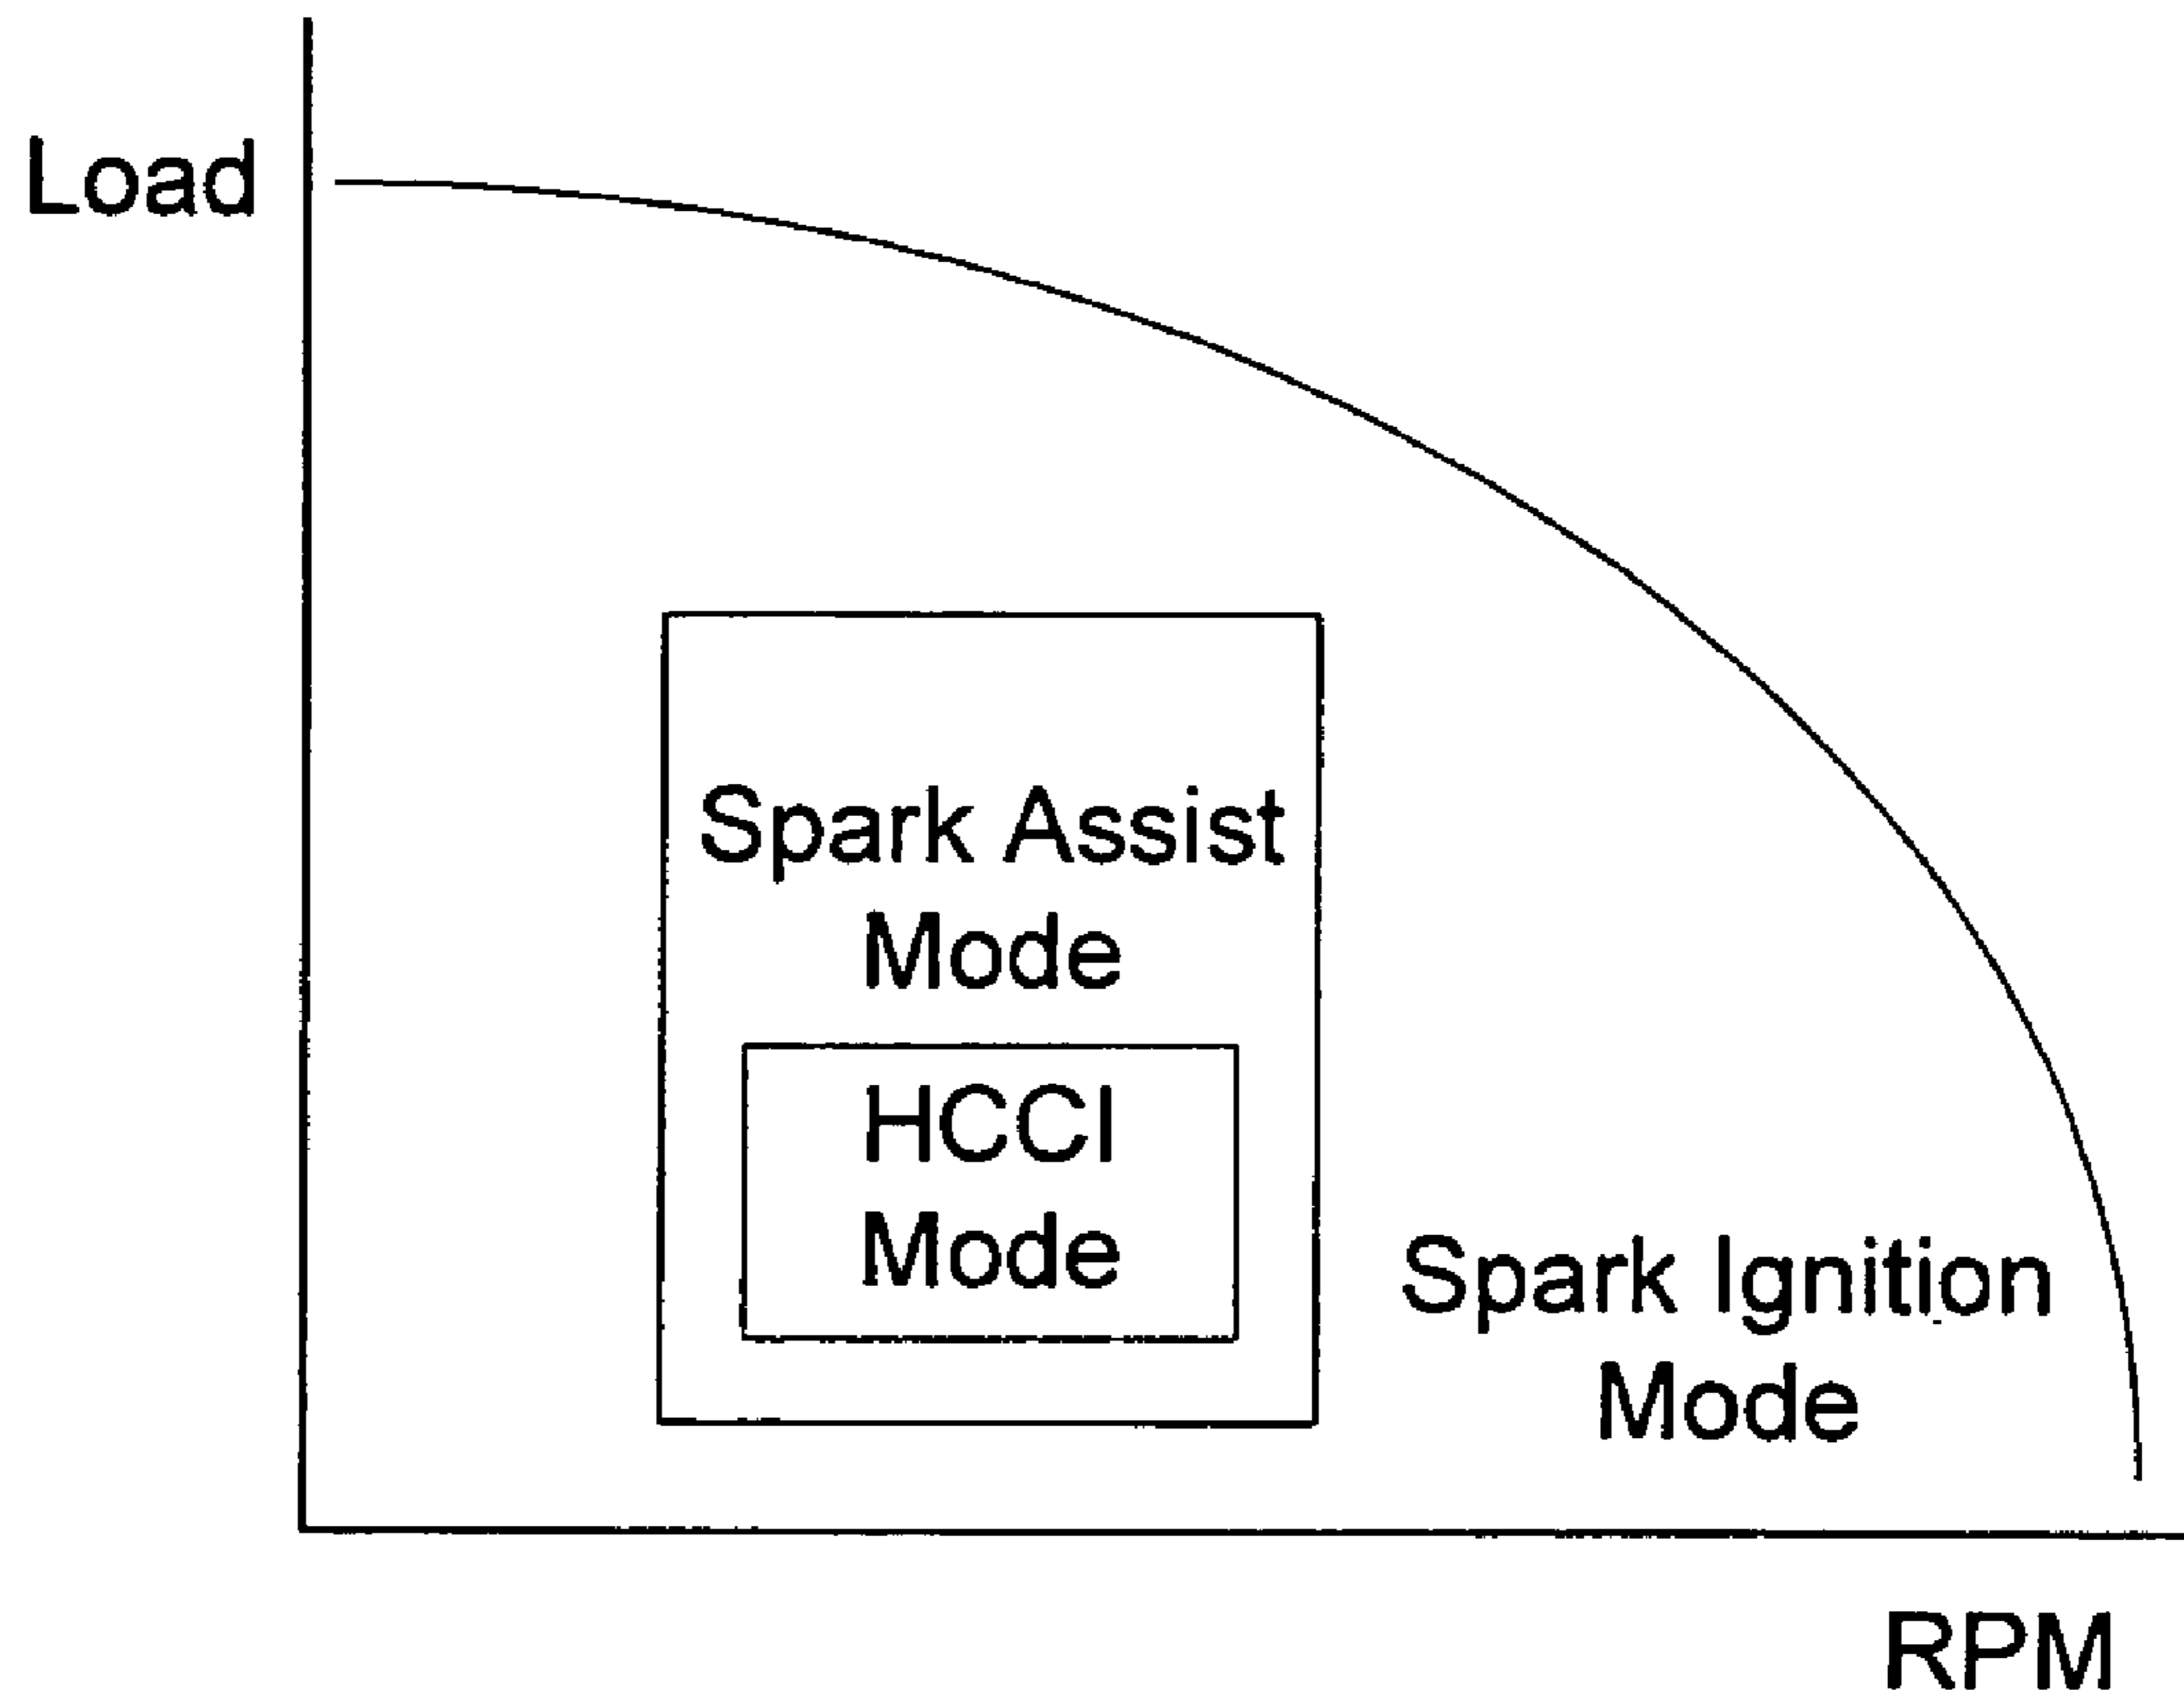 Load
Spark Assist
Mode
HCCI
Mode
Spark Ignition
Mode
RPM